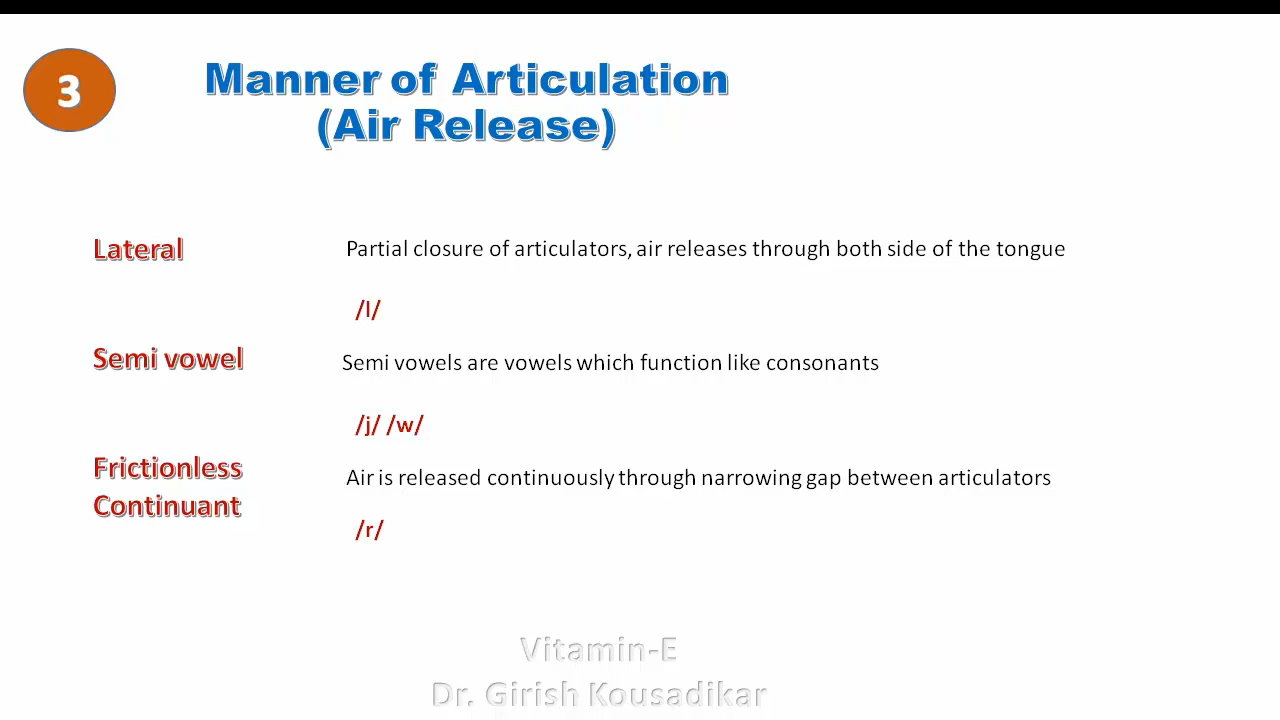 3
Manner of Articulation
(Air Release)
Lateral
Partial closure of articulators, air releases through both side of the tongue
/l/
Semi vowel
Semi vowels are vowels which function like consonants
/j/ /w/
Frictionless
Continuant
Air is released continuously through narrowing gap between articulators
/r/
Vitamin-E
Dr. Girish Kousadikar